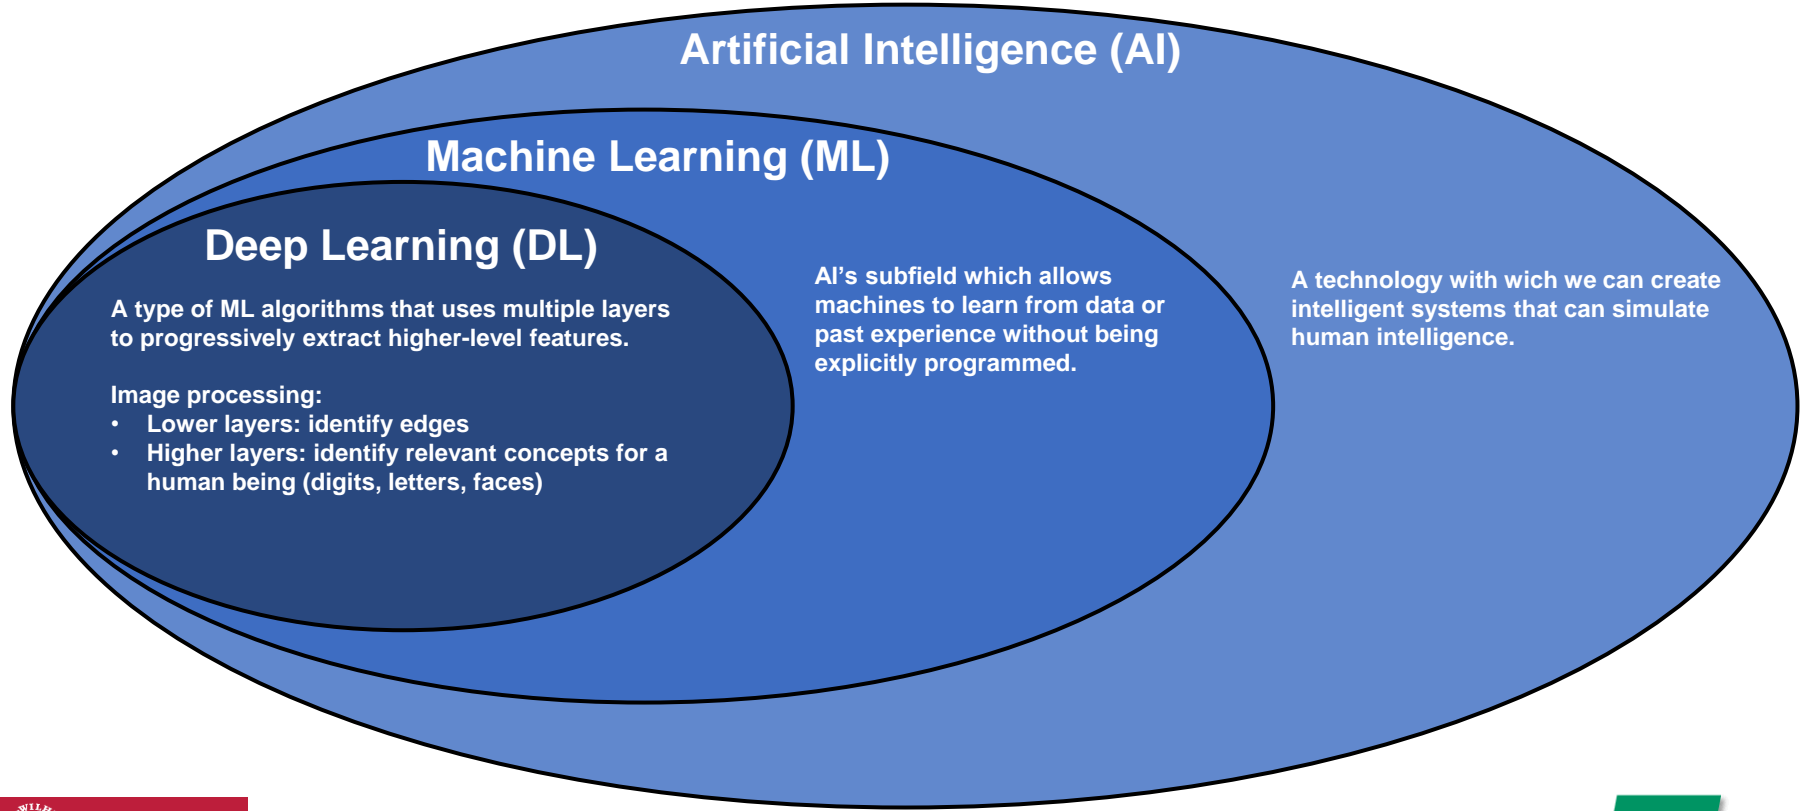 Artificial Intelligence (AI)
Machine Learning (ML)
Deep Learning (DL)
A type of ML algorithms that uses multiple layers
to progressively extract higher-level features.
Image processing:
• Lower layers: identify edges
• Higher layers: identify relevant concepts for a
human being (digits, letters, faces)
AI’s subfield which allows
machines to learn from data or
past experience without being
explicitly programmed.
A technology with wich we can create
intelligent systems that can simulate
human intelligence.